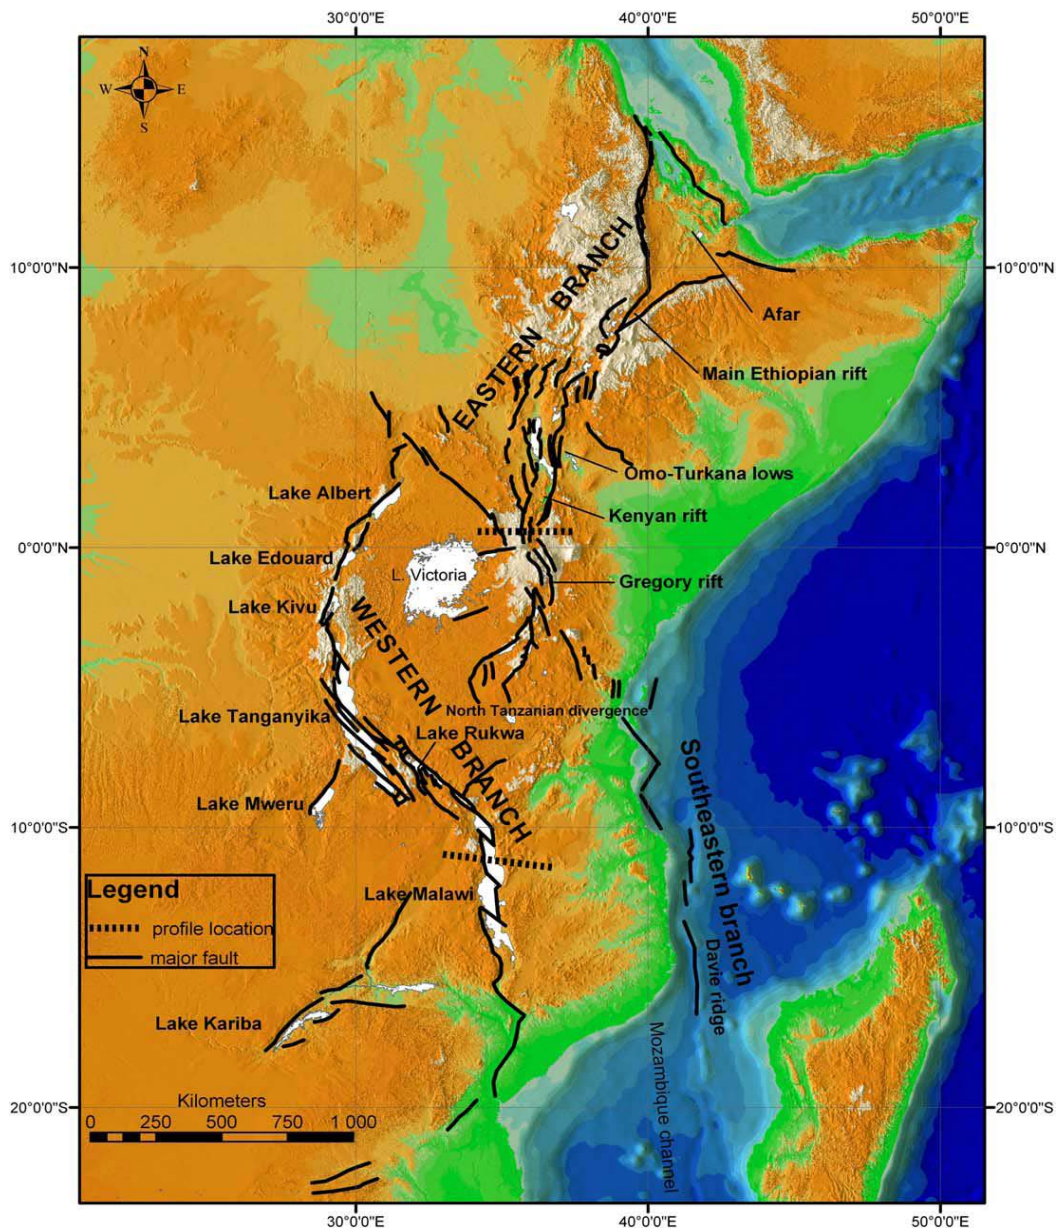 30°0'0"E
40°0'0"E
50°0'0"E
N
W
E
S
10°0'0"N
10°0'0"N
EASTERN BRANCH
Afar
Main Ethiopian rift
Omo-Turkana lows
Lake Albert
Kenyan rift
0°0'0"N
0°0'0"N
Lake Edouard
L. Victoria
Gregory rift
Lake Kivu
WESTERN BRANCH
Lake Tanganyika
North Tanzanian divergence
Lake Rukwa
Southeastern branch
Lake Mweru
10°0'0"S
10°0'0"S
Legend
profile location
major fault
Lake Malawi
Davie ridge
Lake Kariba
Mozambique channel
Kilometers
0 250 500 750 1 000
20°0'0"S
20°0'0"S
30°0'0"E
40°0'0"E
50°0'0"E